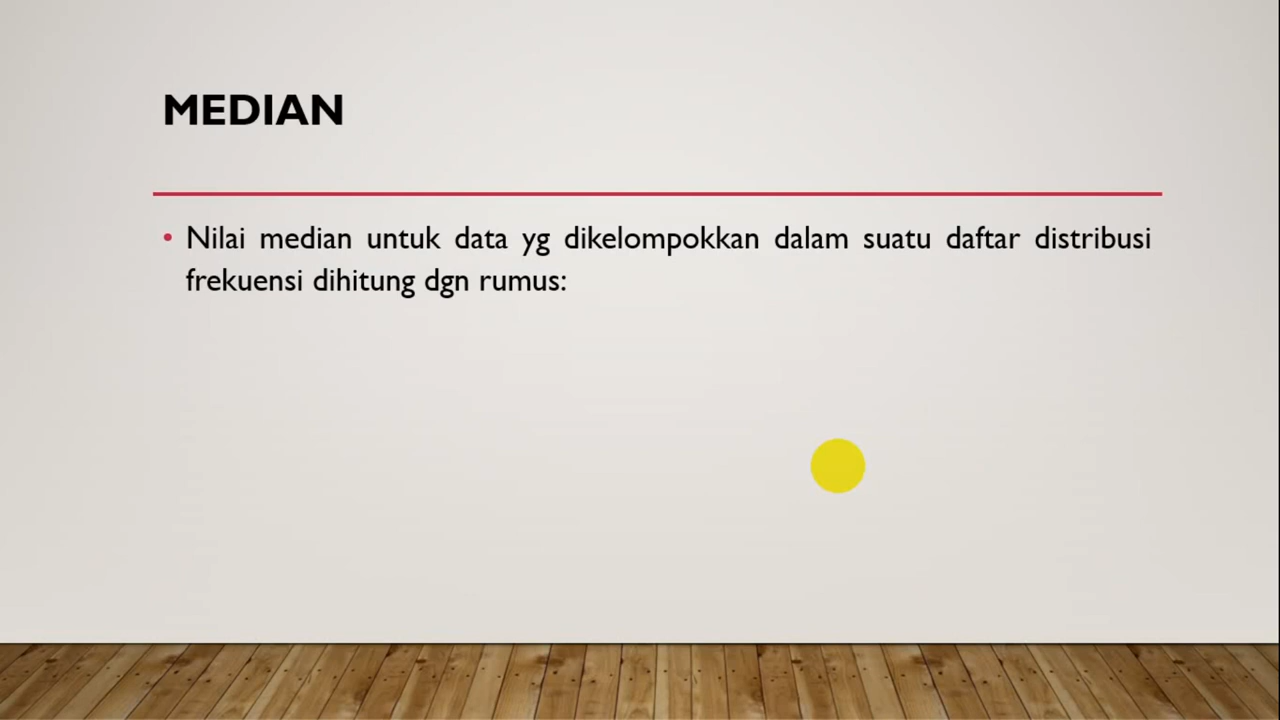 MEDIAN
• Nilai median untuk data yg dikelompokkan dalam suatu daftar distribusi
frekuensi dihitung dgn rumus: